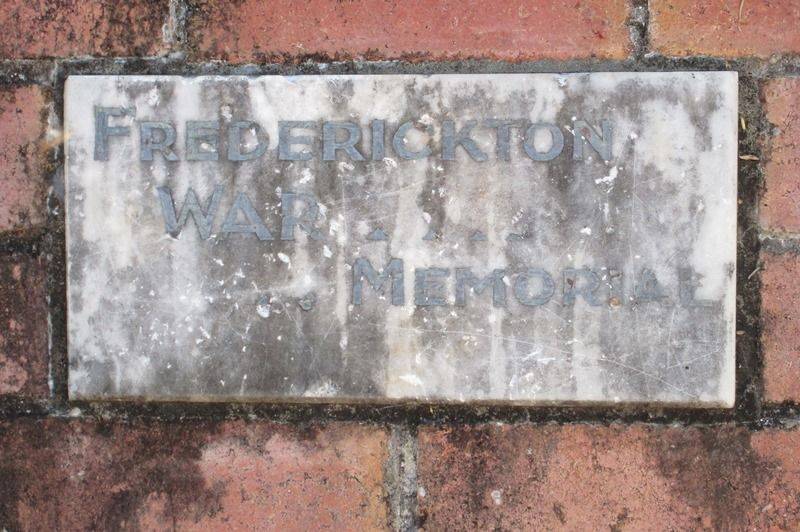 FREDERICKTON
WAR ....
.. MEMORIAL